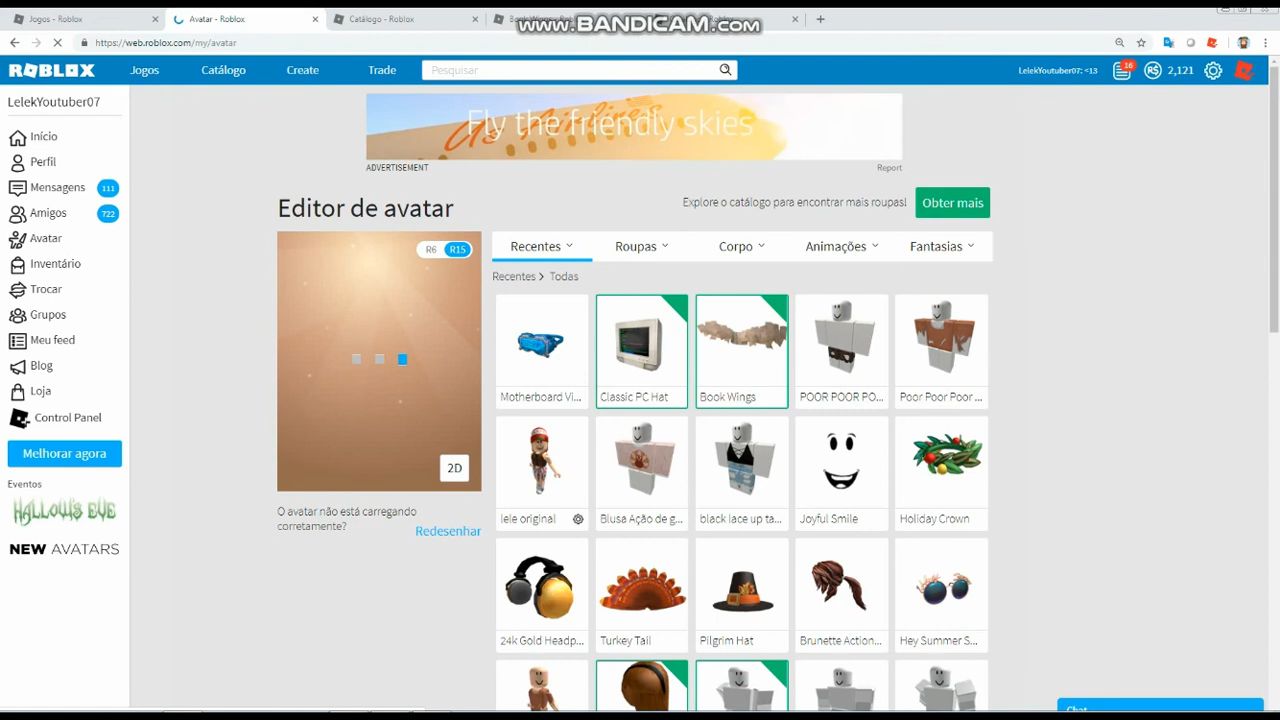 Jogos - Roblox
Avatar - Roblox
Catálogo - Roblox
WWW.BANDICAM.COM
https://web.roblox.com/my/avatar
ROBLOX
Jogos
Catálogo
Create
Trade
Pesquisar
LelekYoutuber07: <13
16
R$
2,121
LelekYoutuber07
Início
Perfil
Mensagens 111
Amigos 722
Avatar
Inventário
Trocar
Grupos
Meu feed
Blog
Loja
Control Panel
Melhorar agora
Eventos
HALLOW'S EVE
NEW AVATARS
Fly the friendly skies
ADVERTISEMENT
Report
Editor de avatar
Explore o catálogo para encontrar mais roupas!
Obter mais
R6 R15
2D
O avatar não está carregando
corretamente?
Redesenhar
Recentes
Roupas
Corpo
Animações
Fantasias
Recentes > Todas
Motherboard Vi...
Classic PC Hat
Book Wings
POOR POOR PO...
Poor Poor Poor ...
lele original
Blusa Ação de g...
black lace up ta...
Joyful Smile
Holiday Crown
24k Gold Headp...
Turkey Tail
Pilgrim Hat
Brunette Action...
Hey Summer S...
Chat